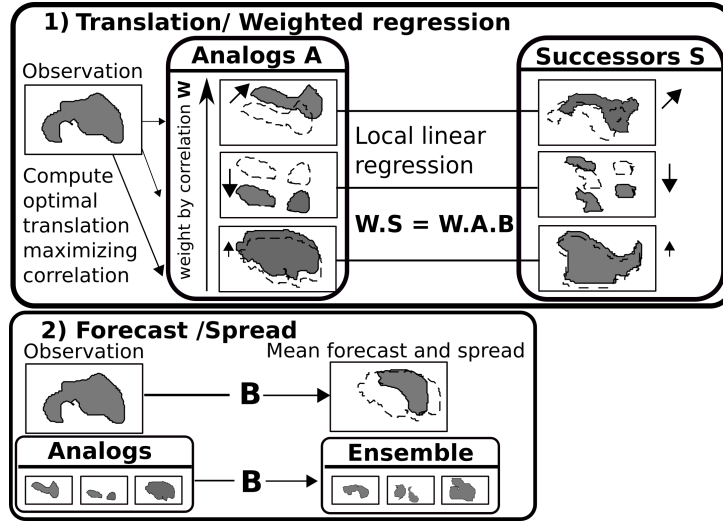 1) Translation/ Weighted regression
Observation
Analogs A
Successors S
weight by correlation W
Local linear
regression
Compute
optimal
translation
maximizing
correlation
W.S = W.A.B
2) Forecast /Spread
Observation
Mean forecast and spread
B
Analogs
Ensemble
B